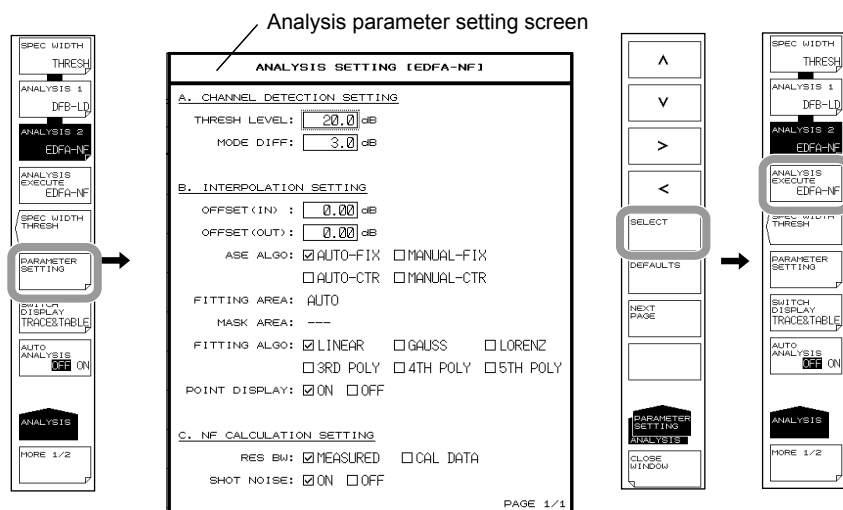 Analysis parameter setting screen
SPEC WIDTH
THRESH
ANALYSIS 1
DFB-LD
ANALYSIS 2
EDFA-NF
ANALYSIS
EXECUTE
EDFA-NF
SPEC WIDTH
THRESH
PARAMETER
SETTING
SWITCH
DISPLAY
TRACE&TABLE
AUTO
ANALYSIS
OFF ON
ANALYSIS
MORE 1/2
ANALYSIS SETTING [EDFA-NF]
A. CHANNEL DETECTION SETTING
THRESH LEVEL: 20.0 dB
MODE DIFF: 3.0 dB
B. INTERPOLATION SETTING
OFFSET(IN) : 0.00 dB
OFFSET(OUT): 0.00 dB
ASE ALGO: ☑AUTO-FIX ☐MANUAL-FIX
☐AUTO-CTR ☐MANUAL-CTR
FITTING AREA: AUTO
MASK AREA: ---
FITTING ALGO: ☑LINEAR ☐GAUSS ☐LORENZ
☐3RD POLY ☐4TH POLY ☐5TH POLY
POINT DISPLAY: ☑ON ☐OFF
C. NF CALCULATION SETTING
RES BW: ☑MEASURED ☐CAL DATA
SHOT NOISE: ☑ON ☐OFF
PAGE 1/1
SELECT
DEFAULTS
NEXT
PAGE
PARAMETER
SETTING
ANALYSIS
CLOSE
WINDOW
SPEC WIDTH
THRESH
ANALYSIS 1
DFB-LD
ANALYSIS 2
EDFA-NF
ANALYSIS
EXECUTE
EDFA-NF
SPEC WIDTH
THRESH
PARAMETER
SETTING
SWITCH
DISPLAY
TRACE&TABLE
AUTO
ANALYSIS
OFF ON
ANALYSIS
MORE 1/2